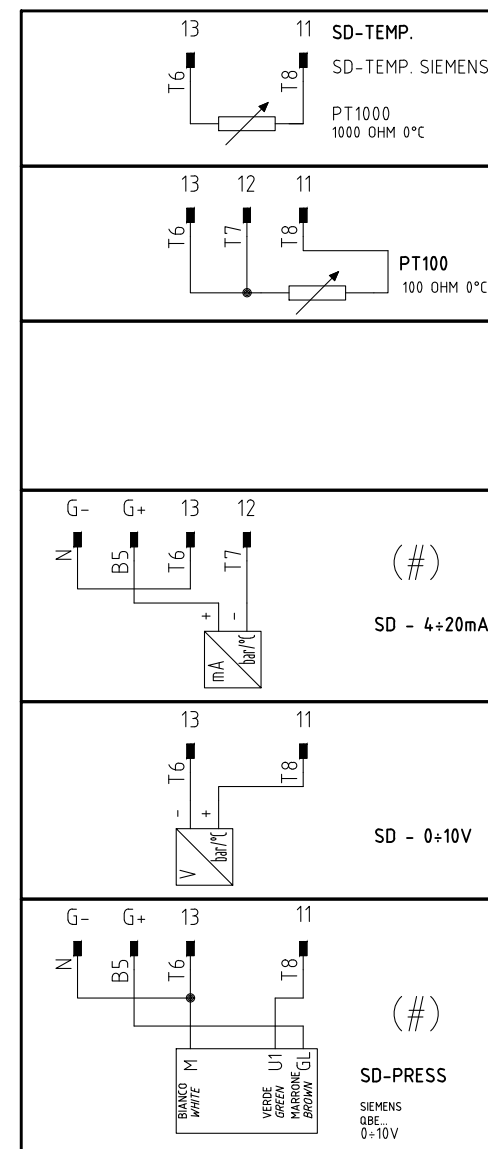 13 11 SD-TEMP.
T6 T8 SD-TEMP. SIEMENS
PT1000
1000 OHM 0°C
13 12 11
T6 T7 T8
PT100
100 OHM 0°C
G- G+ 13 12
N B5 T6 T7
(#)
+ -
mA bar/°C
SD - 4÷20mA
13 11
T6 T8
- +
V bar/°C
SD - 0÷10V
G- G+ 13 11
N B5 T6 T8
(#)
M U1 GL
BIANCO VERDE MARRONE
WHITE GREEN BROWN
SD-PRESS
SIEMENS
QBE...
0÷10V